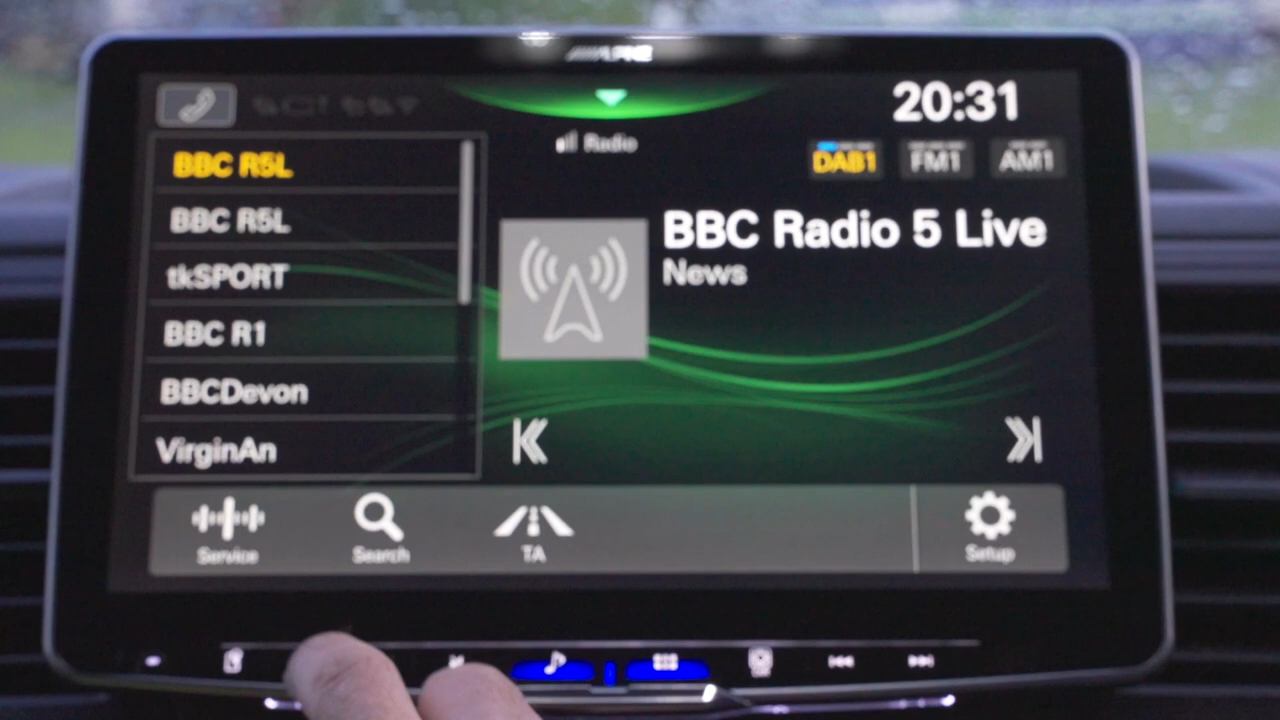 ALPINE
20:31
Radio
DAB1
FM1
AM1
BBC R5L
BBC R5L
tkSPORT
BBC R1
BBCDevon
VirginAn
BBC Radio 5 Live
News
Service
Search
TA
Setup